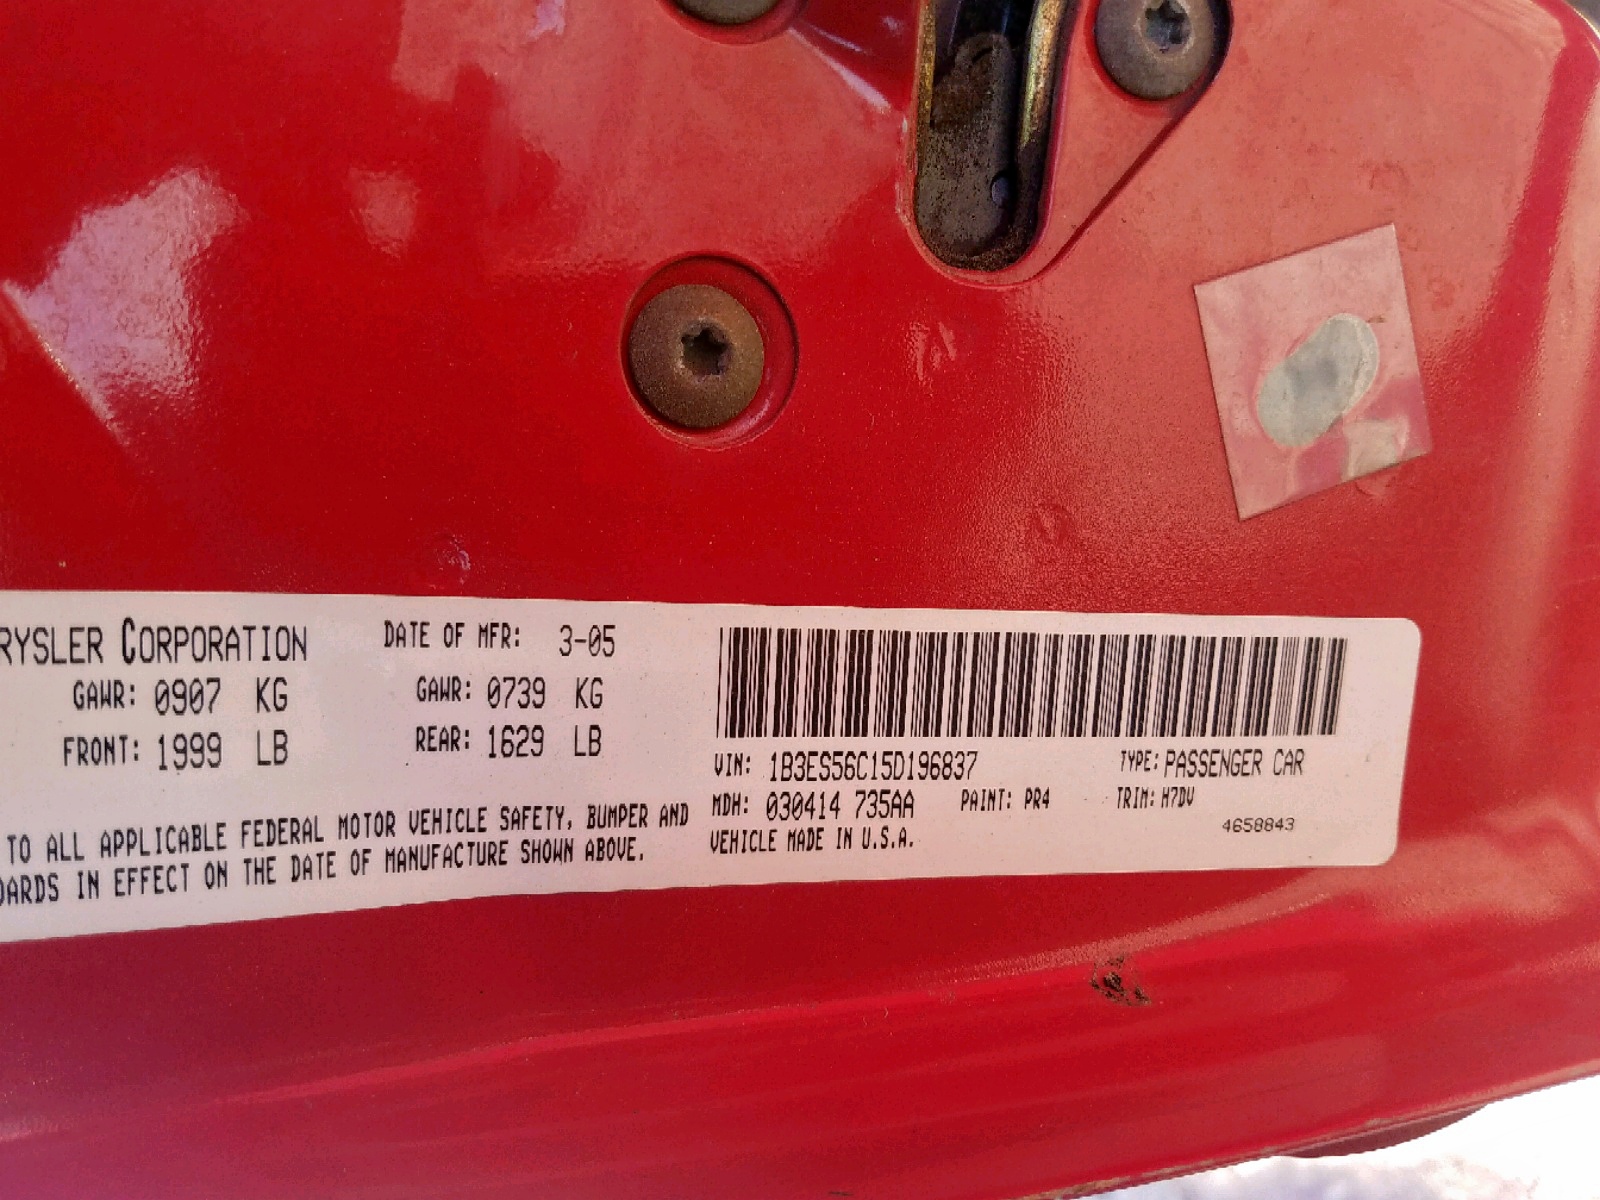 RYSLER CORPORATION DATE OF MFR: 3-05
GAWR: 0907 KG GAWR: 0739 KG
FRONT: 1999 LB REAR: 1629 LB
TO ALL APPLICABLE FEDERAL MOTOR VEHICLE SAFETY, BUMPER AND
DARDS IN EFFECT ON THE DATE OF MANUFACTURE SHOWN ABOVE.
VIN: 1B3ES56C15D196837 TYPE: PASSENGER CAR
MDH: 030414 735AA PAINT: PR4 TRIM: H7DV
VEHICLE MADE IN U.S.A. 4658843